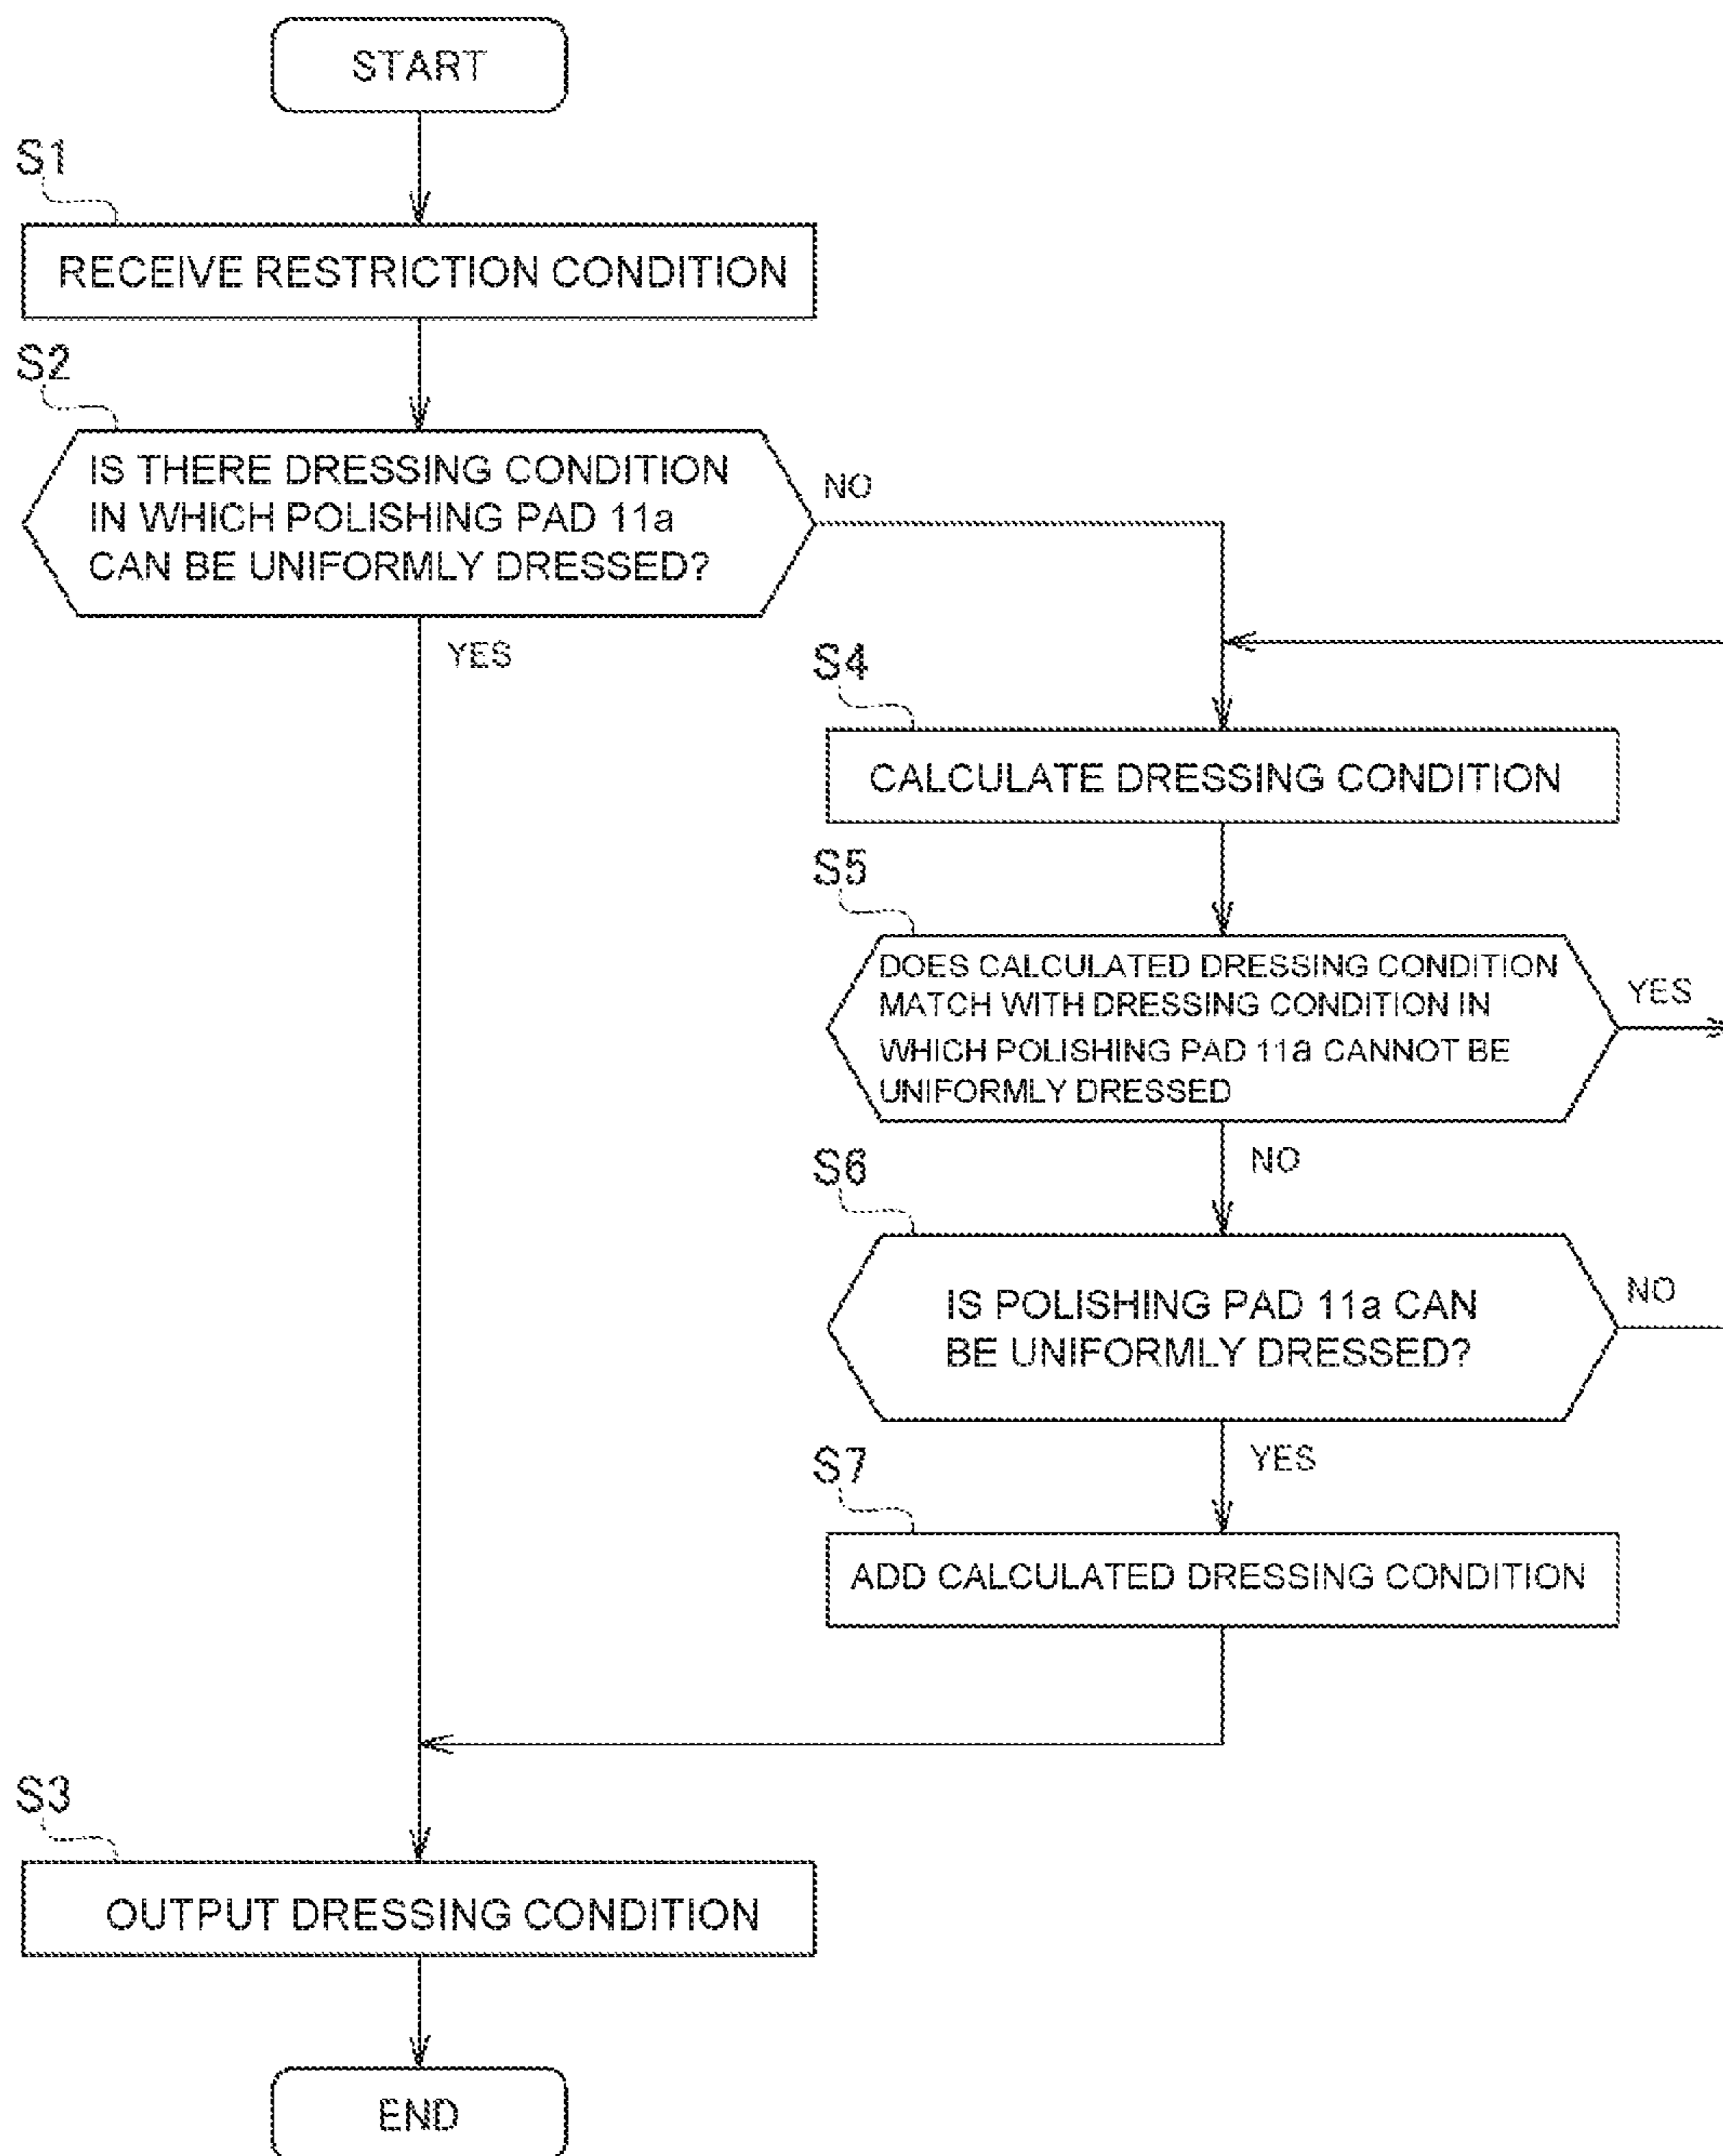 START
S1
RECEIVE RESTRICTION CONDITION
S2
IS THERE DRESSING CONDITION
IN WHICH POLISHING PAD 11a
CAN BE UNIFORMLY DRESSED?
NO
YES
S4
CALCULATE DRESSING CONDITION
S5
DOES CALCULATED DRESSING CONDITION
MATCH WITH DRESSING CONDITION IN
WHICH POLISHING PAD 11a CANNOT BE
UNIFORMLY DRESSED
YES
NO
S6
IS POLISHING PAD 11a CAN
BE UNIFORMLY DRESSED?
NO
YES
S7
ADD CALCULATED DRESSING CONDITION
S3
OUTPUT DRESSING CONDITION
END